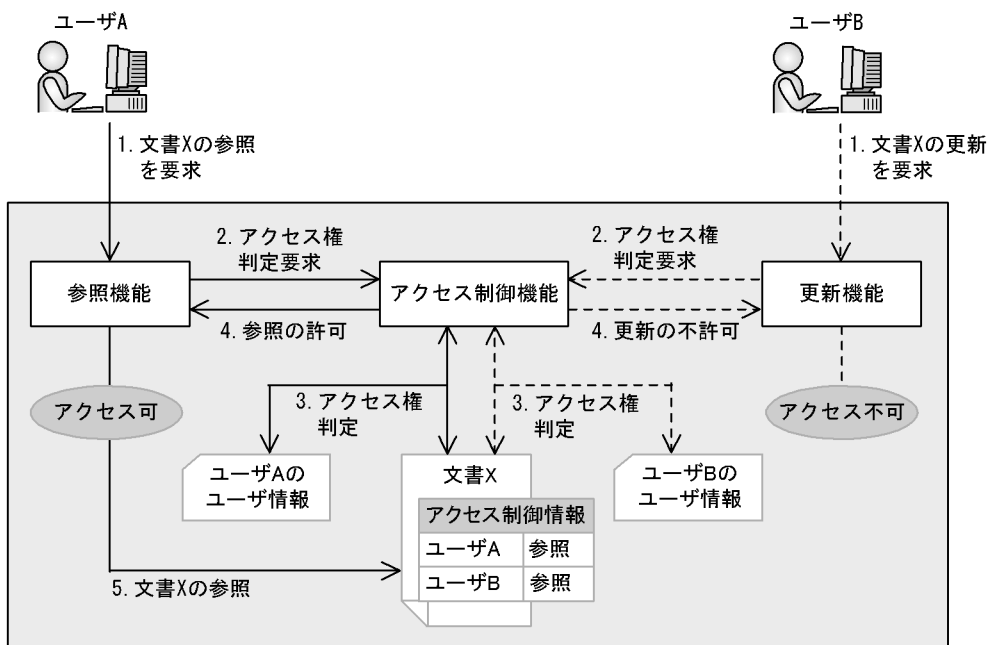 ユーザA
ユーザB
1. 文書Xの参照
を要求
1. 文書Xの更新
を要求
2. アクセス権
判定要求
2. アクセス権
判定要求
参照機能
アクセス制御機能
更新機能
4. 参照の許可
4. 更新の不許可
アクセス可
3. アクセス権
判定
3. アクセス権
判定
アクセス不可
ユーザAの
ユーザ情報
文書X
ユーザBの
ユーザ情報
アクセス制御情報
ユーザA 参照
ユーザB 参照
5. 文書Xの参照